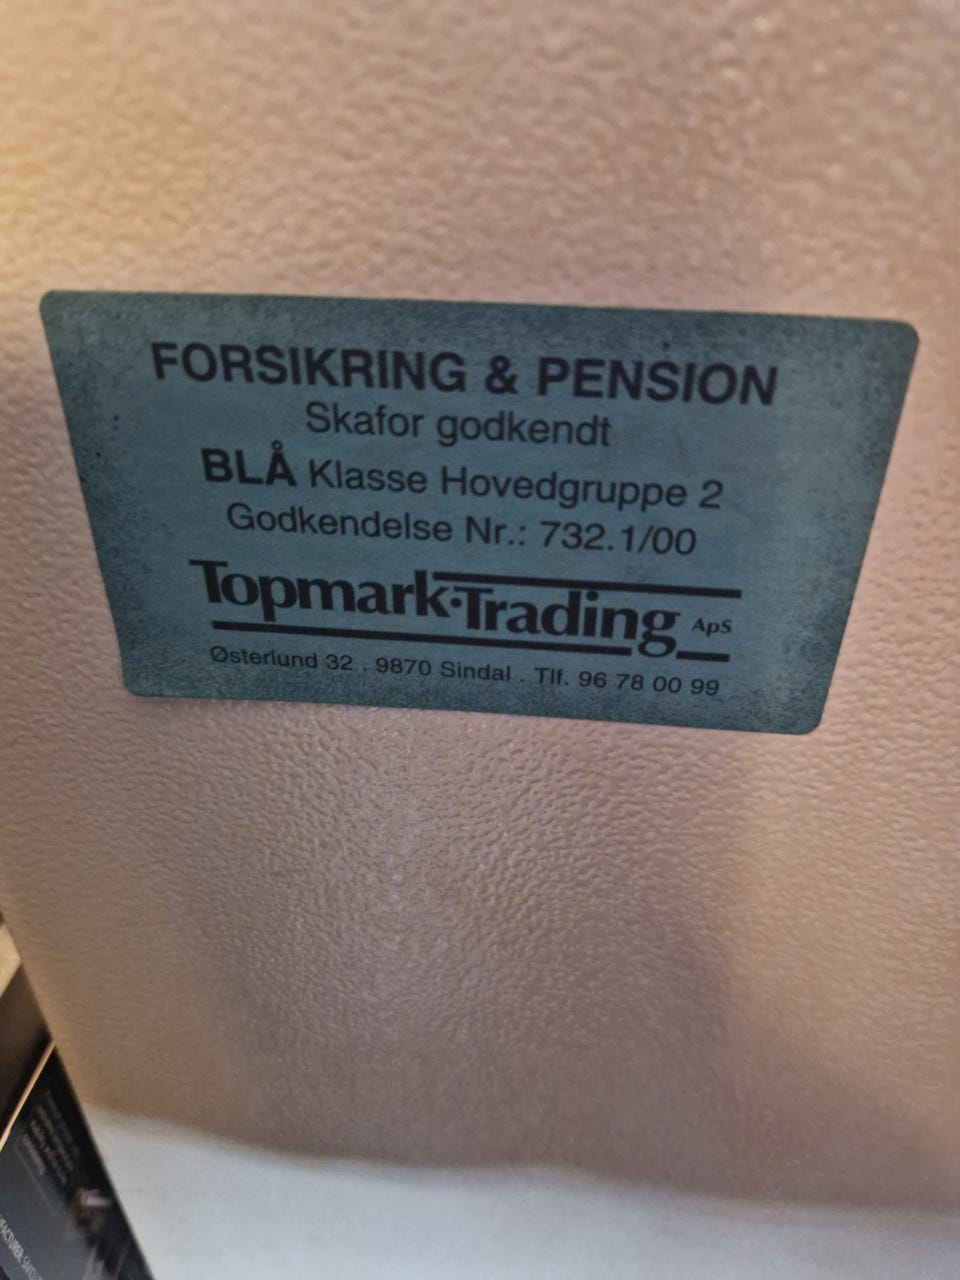 FORSIKRING & PENSION
Skafor godkendt
BLÅ Klasse Hovedgruppe 2
Godkendelse Nr.: 732.1/00
Topmark·Trading ApS
Østerlund 32 . 9870 Sindal . Tlf. 96 78 00 99